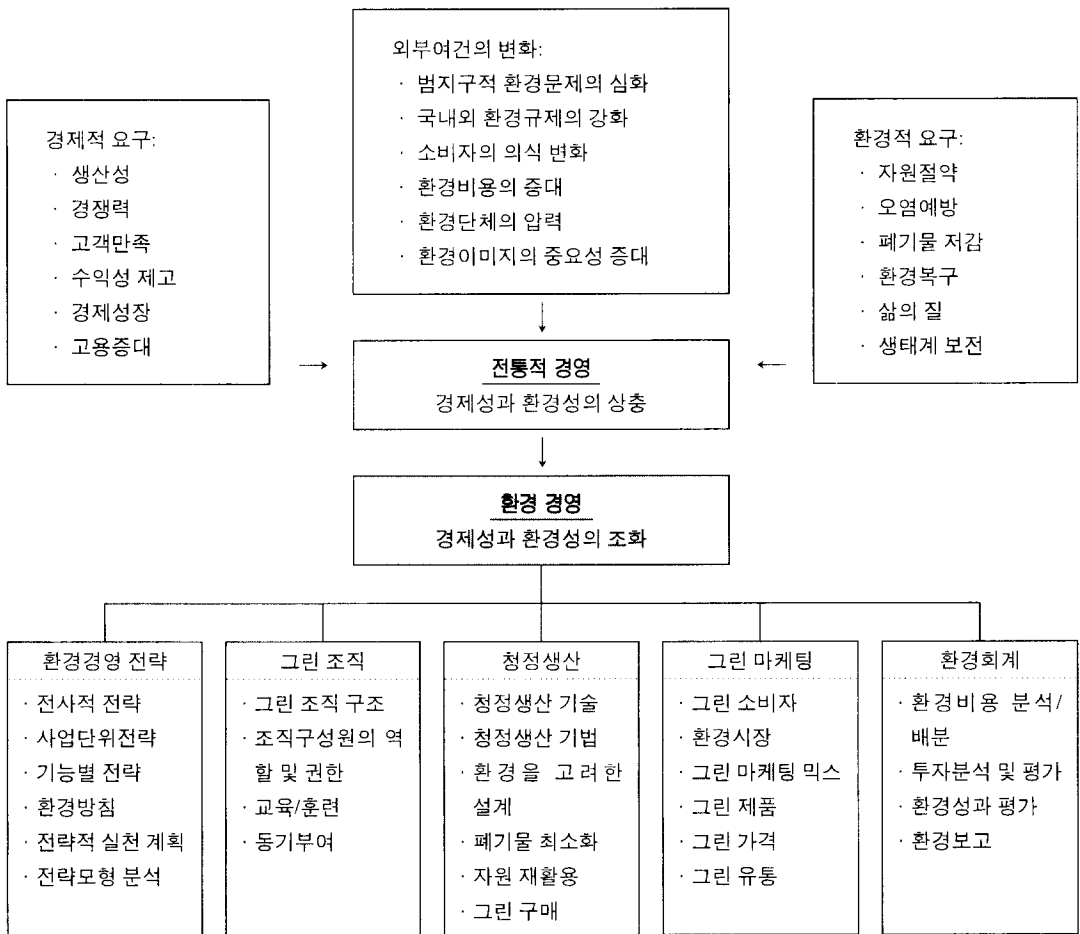 외부여건의 변화:
· 범지구적 환경문제의 심화
· 국내외 환경규제의 강화
· 소비자의 의식 변화
· 환경비용의 증대
· 환경단체의 압력
· 환경이미지의 중요성 증대
경제적 요구:
· 생산성
· 경쟁력
· 고객만족
· 수익성 제고
· 경제성장
· 고용증대
환경적 요구:
· 자원절약
· 오염예방
· 폐기물 저감
· 환경복구
· 삶의 질
· 생태계 보전
전통적 경영
경제성과 환경성의 상충
환경 경영
경제성과 환경성의 조화
환경경영 전략
· 전사적 전략
· 사업단위전략
· 기능별 전략
· 환경방침
· 전략적 실천 계획
· 전략모형 분석
그린 조직
· 그린 조직 구조
· 조직구성원의 역
할 및 권한
· 교육/훈련
· 동기부여
청정생산
· 청정생산 기술
· 청정생산 기법
· 환경을 고려한
설계
· 폐기물 최소화
· 자원 재활용
· 그린 구매
그린 마케팅
· 그린 소비자
· 환경시장
· 그린 마케팅 믹스
· 그린 제품
· 그린 가격
· 그린 유통
환경회계
· 환경비용 분석/
배분
· 투자분석 및 평가
· 환경성과 평가
· 환경보고